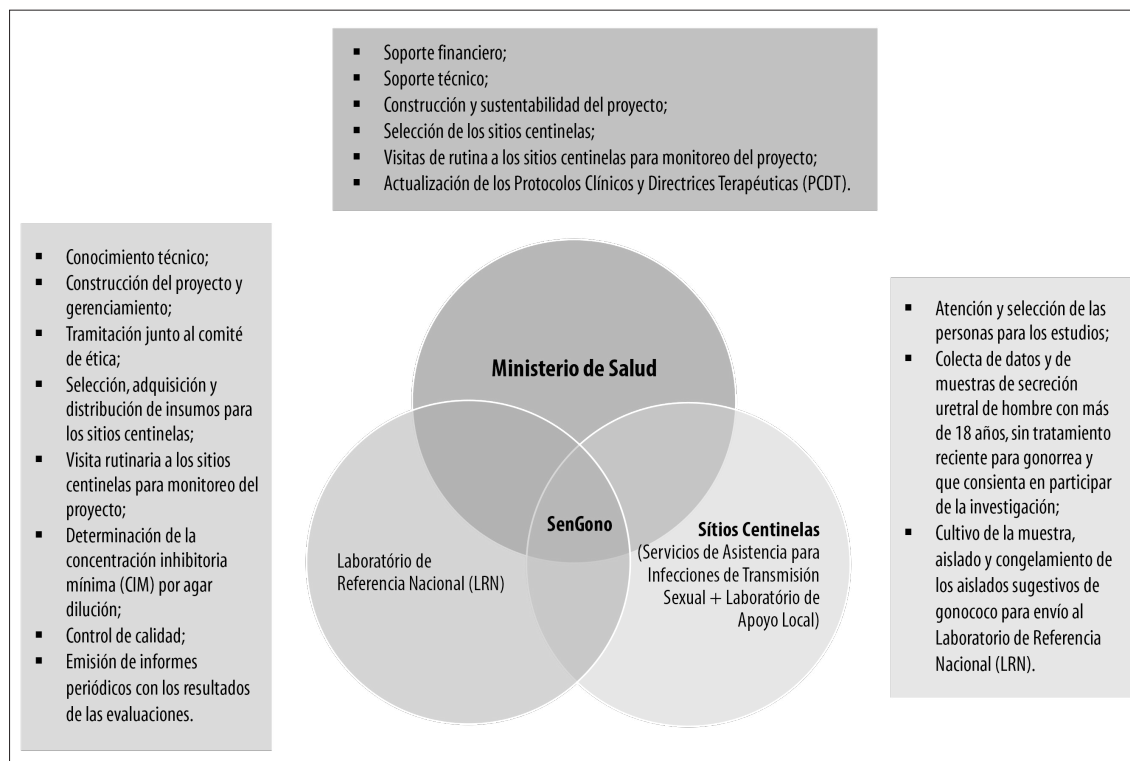 ▪ Soporte financiero;
▪ Soporte técnico;
▪ Construcción y sustentabilidad del proyecto;
▪ Selección de los sitios centinelas;
▪ Visitas de rutina a los sitios centinelas para monitoreo del proyecto;
▪ Actualización de los Protocolos Clínicos y Directrices Terapéuticas (PCDT).
▪ Conocimiento técnico;
▪ Construcción del proyecto y
gerenciamiento;
▪ Tramitación junto al comité
de ética;
▪ Selección, adquisición y
distribución de insumos para
los sitios centinelas;
▪ Visita rutinaria a los sitios
centinelas para monitoreo del
proyecto;
▪ Determinación de la
concentración inhibitoria
mínima (CIM) por agar
dilución;
▪ Control de calidad;
▪ Emisión de informes
periódicos con los resultados
de las evaluaciones.
Ministerio de Salud
SenGono
Laboratório de
Referencia Nacional (LRN)
Sítios Centinelas
(Servicios de Asistencia para
Infecciones de Transmisión
Sexual + Laboratório de
Apoyo Local)
▪ Atención y selección de las
personas para los estudios;
▪ Colecta de datos y de
muestras de secreción
uretral de hombre con más
de 18 años, sin tratamiento
reciente para gonorrea y
que consienta en participar
de la investigación;
▪ Cultivo de la muestra,
aislado y congelamiento de
los aislados sugestivos de
gonococo para envío al
Laboratorio de Referencia
Nacional (LRN).